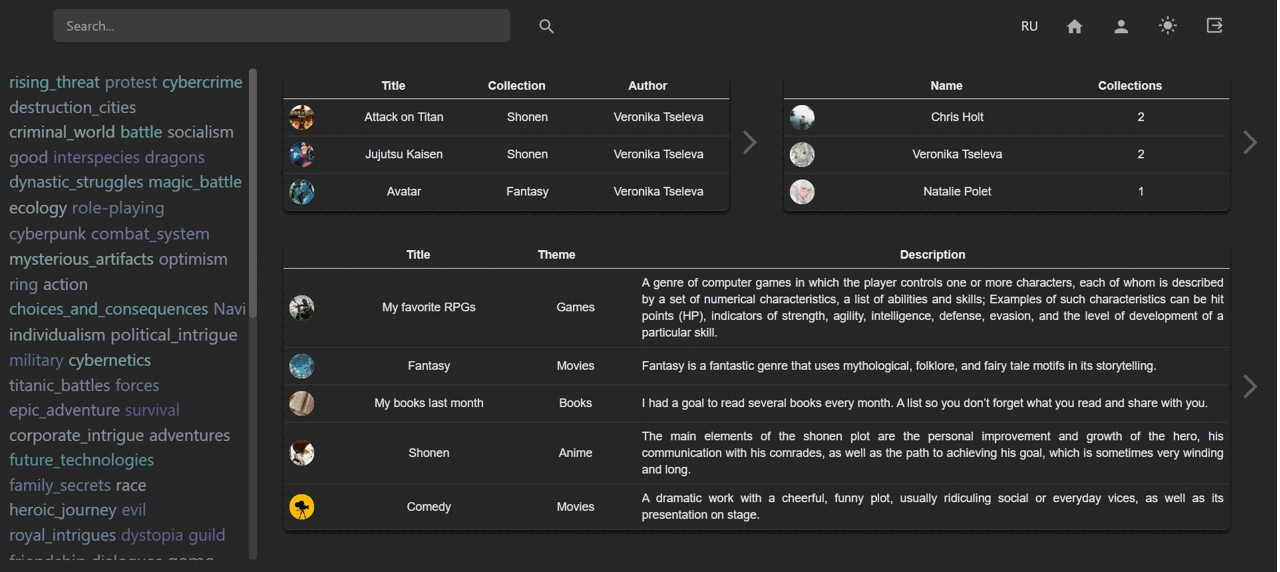 Search...
RU
rising_threat protest cybercrime
destruction_cities
criminal_world battle socialism
good interspecies dragons
dynastic_struggles magic_battle
ecology role-playing
cyberpunk combat_system
mysterious_artifacts optimism
ring action
choices_and_consequences Navi
individualism political_intrigue
military cybernetics
titanic_battles forces
epic_adventure survival
corporate_intrigue adventures
future_technologies
family_secrets race
heroic_journey evil
royal_intrigues dystopia guild
friendship dialogues game
Title Collection Author
Attack on Titan Shonen Veronika Tseleva
Jujutsu Kaisen Shonen Veronika Tseleva
Avatar Fantasy Veronika Tseleva
Name Collections
Chris Holt 2
Veronika Tseleva 2
Natalie Polet 1
Title Theme Description
My favorite RPGs Games A genre of computer games in which the player controls one or more characters, each of whom is described
by a set of numerical characteristics, a list of abilities and skills; Examples of such characteristics can be hit
points (HP), indicators of strength, agility, intelligence, defense, evasion, and the level of development of a
particular skill.
Fantasy Movies Fantasy is a fantastic genre that uses mythological, folklore, and fairy tale motifs in its storytelling.
My books last month Books I had a goal to read several books every month. A list so you don't forget what you read and share with you.
Shonen Anime The main elements of the shonen plot are the personal improvement and growth of the hero, his
communication with his comrades, as well as the path to achieving his goal, which is sometimes very winding
and long.
Comedy Movies A dramatic work with a cheerful, funny plot, usually ridiculing social or everyday vices, as well as its
presentation on stage.